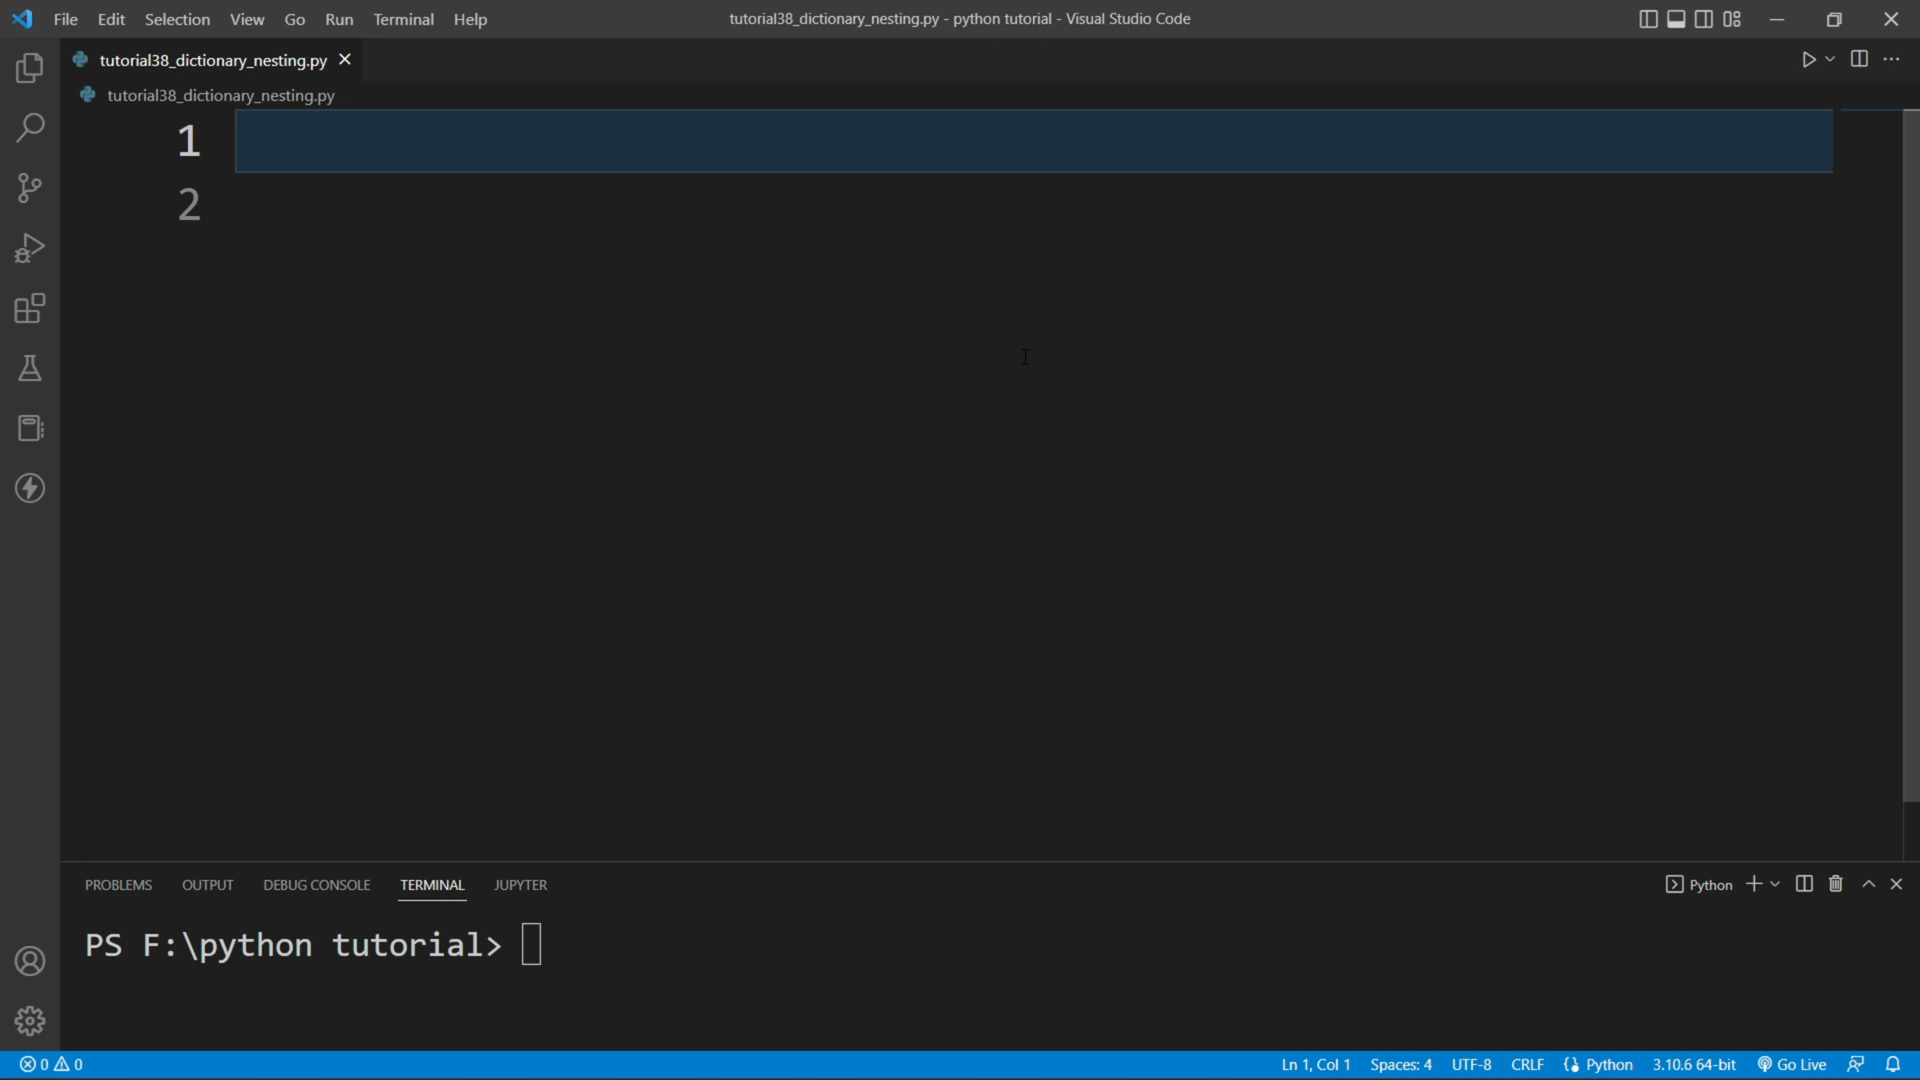 File Edit Selection View Go Run Terminal Help tutorial38_dictionary_nesting.py - python tutorial - Visual Studio Code
tutorial38_dictionary_nesting.py
tutorial38_dictionary_nesting.py
1
2
PROBLEMS OUTPUT DEBUG CONSOLE TERMINAL JUPYTER Python
PS F:\python tutorial>
0 0 Ln 1, Col 1 Spaces: 4 UTF-8 CRLF Python 3.10.6 64-bit Go Live